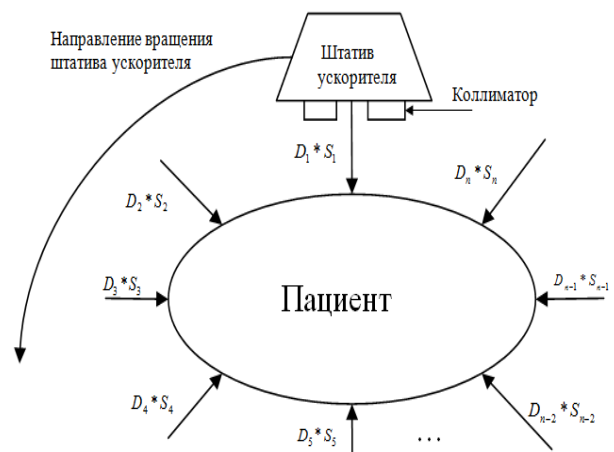 Направление вращения
штатива ускорителя
Штатив
ускорителя
Коллиматор
D₁ * S₁
Dₙ * Sₙ
D₂ * S₂
D₃ * S₃
Dₙ₋₁ * Sₙ₋₁
Пациент
D₄ * S₄
D₅ * S₅
...
Dₙ₋₂ * Sₙ₋₂